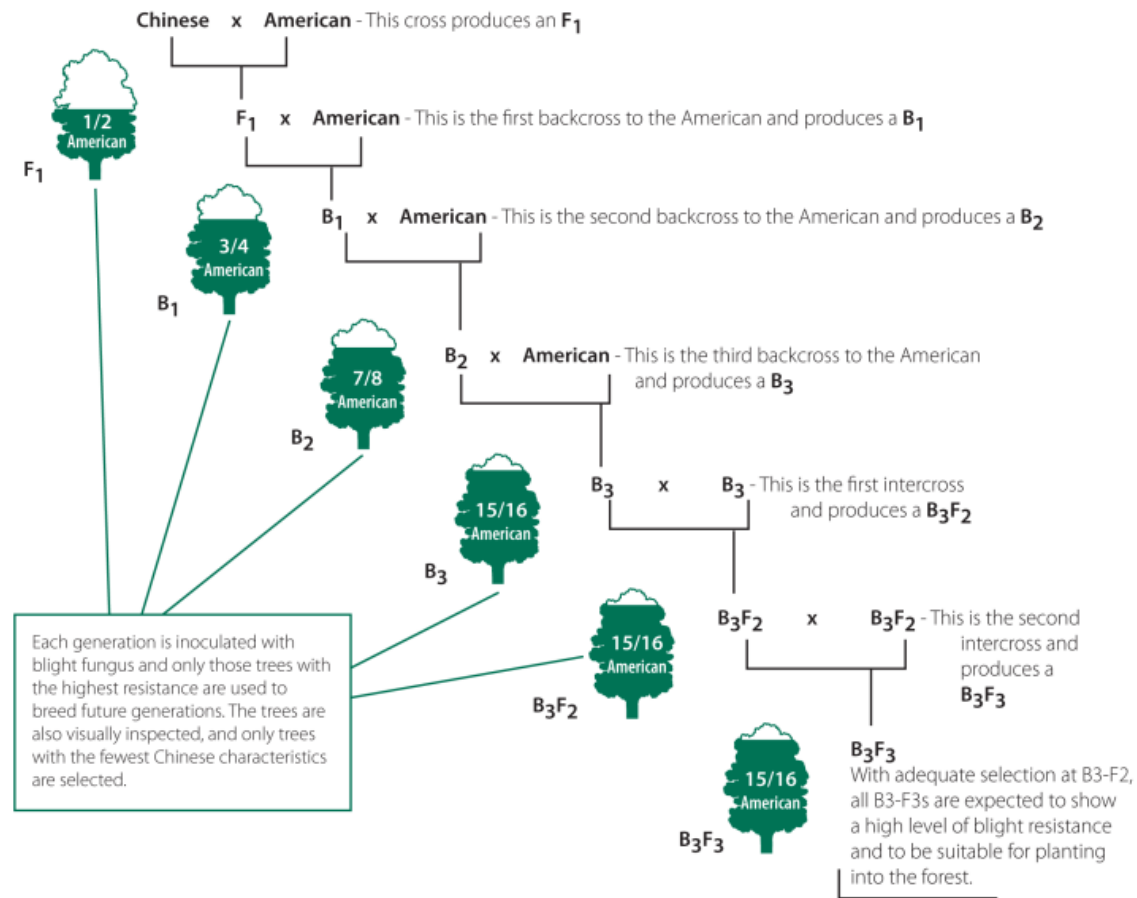 Chinese x American - This cross produces an F1
1/2
American
F1
F1 x American - This is the first backcross to the American and produces a B1
3/4
American
B1
B1 x American - This is the second backcross to the American and produces a B2
7/8
American
B2
B2 x American - This is the third backcross to the American
and produces a B3
15/16
American
B3
B3 x B3 - This is the first intercross
and produces a B3F2
15/16
American
B3F2
B3F2 x B3F2 - This is the second
intercross and
produces a
B3F3
Each generation is inoculated with
blight fungus and only those trees with
the highest resistance are used to
breed future generations. The trees are
also visually inspected, and only trees
with the fewest Chinese characteristics
are selected.
15/16
American
B3F3
B3F3
With adequate selection at B3-F2,
all B3-F3s are expected to show
a high level of blight resistance
and to be suitable for planting
into the forest.